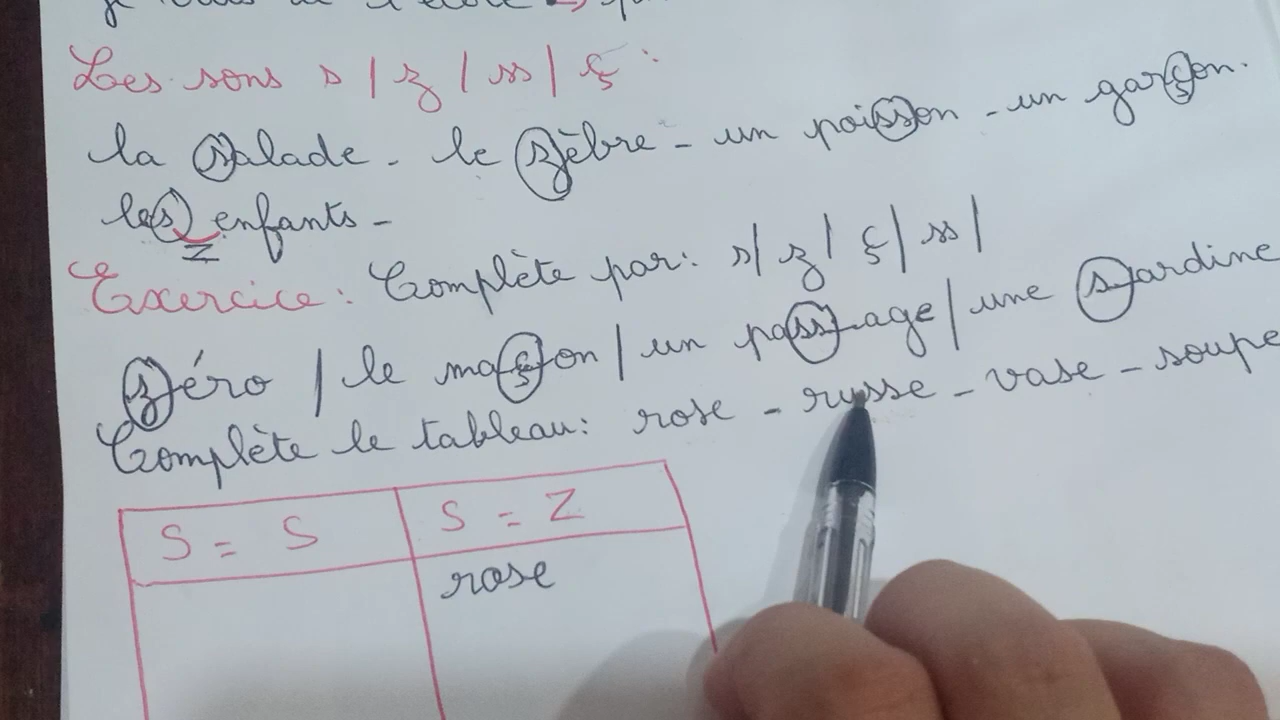 Les sons s / z / ss / ç :
la salade - le zèbre - un poisson - un garçon.
les enfants -
z
Exercice : Complète par : s / z / ç / ss /
zéro / le maçon / un passage / une sardine
Complète le tableau : rose - russe - vase - soupe
S = S S = Z
rose